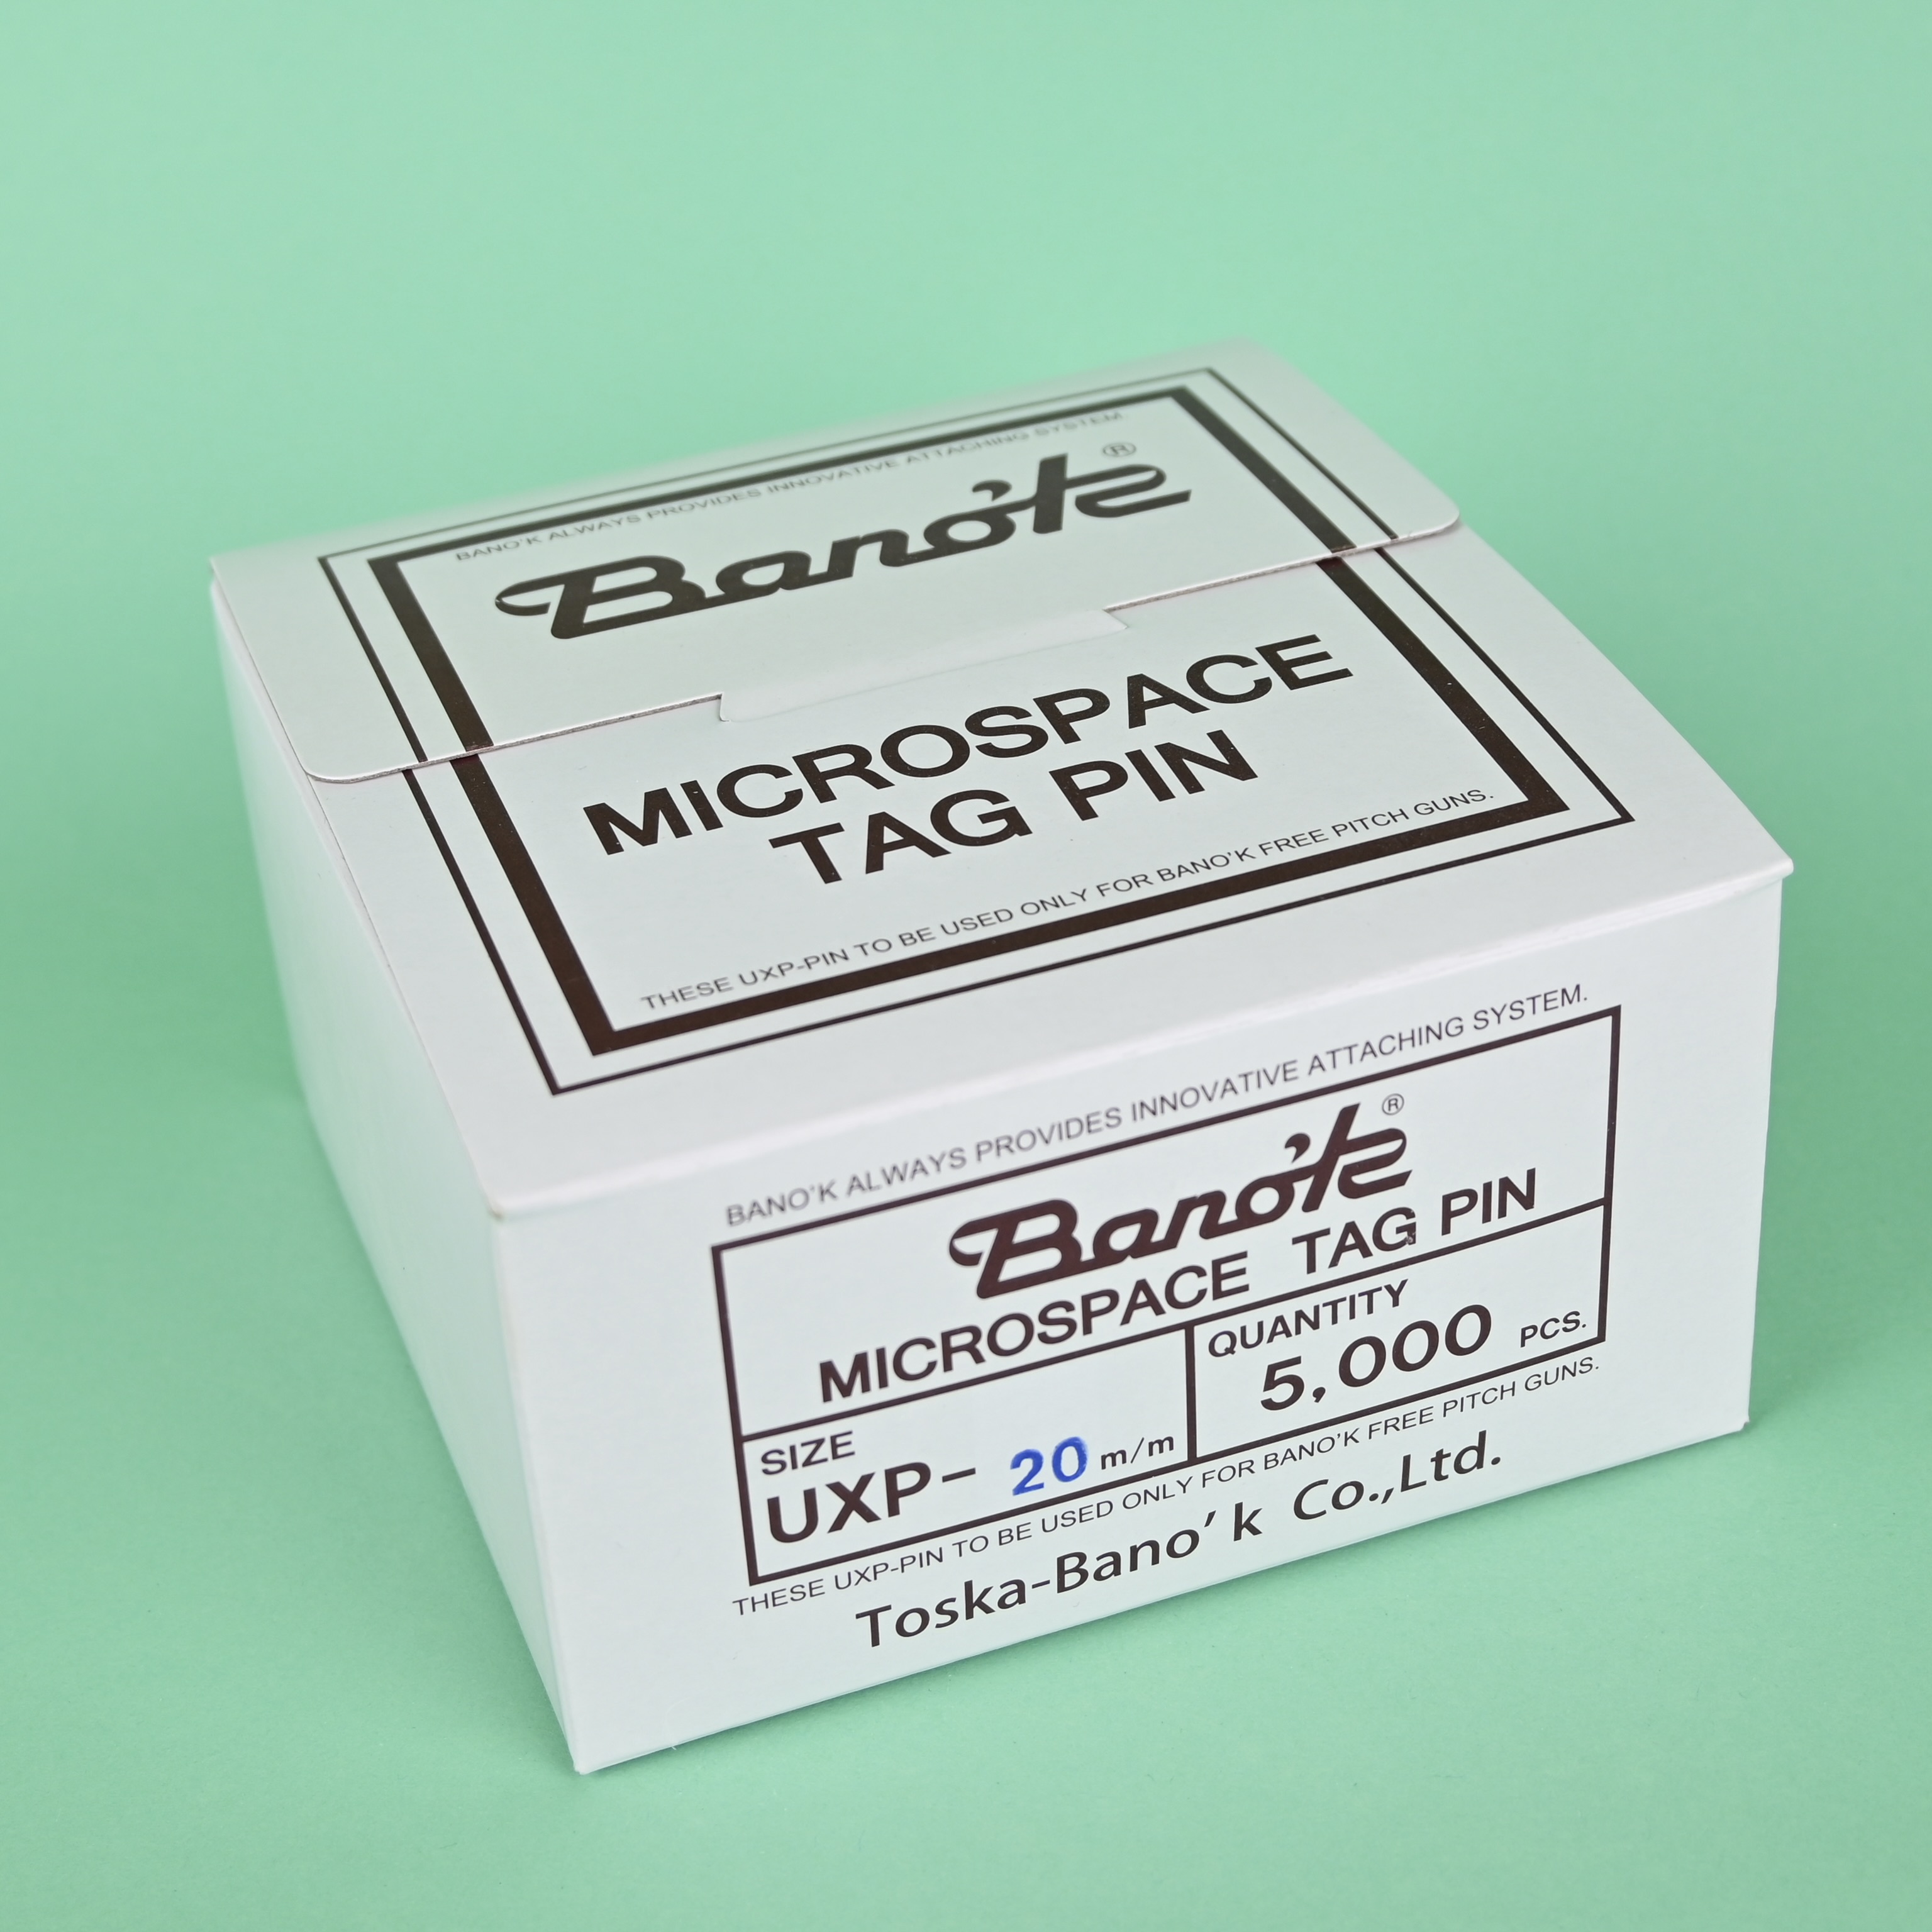 BANO'K ALWAYS PROVIDES INNOVATIVE ATTACHING SYSTEM.
Bano'k ®
MICROSPACE
TAG PIN
THESE UXP-PIN TO BE USED ONLY FOR BANO'K FREE PITCH GUNS.
BANO'K ALWAYS PROVIDES INNOVATIVE ATTACHING SYSTEM.
Bano'k ®
MICROSPACE TAG PIN
SIZE
UXP- 20 m/m
QUANTITY
5,000 PCS.
THESE UXP-PIN TO BE USED ONLY FOR BANO'K FREE PITCH GUNS.
Toska-Bano'k Co.,Ltd.